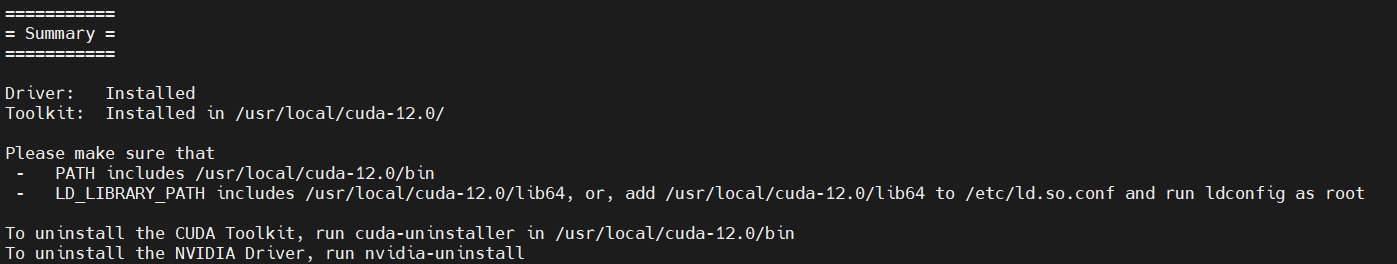 ===========
= Summary =
===========
Driver:   Installed
Toolkit:  Installed in /usr/local/cuda-12.0/
Please make sure that
 -   PATH includes /usr/local/cuda-12.0/bin
 -   LD_LIBRARY_PATH includes /usr/local/cuda-12.0/lib64, or, add /usr/local/cuda-12.0/lib64 to /etc/ld.so.conf and run ldconfig as root
To uninstall the CUDA Toolkit, run cuda-uninstaller in /usr/local/cuda-12.0/bin
To uninstall the NVIDIA Driver, run nvidia-uninstall